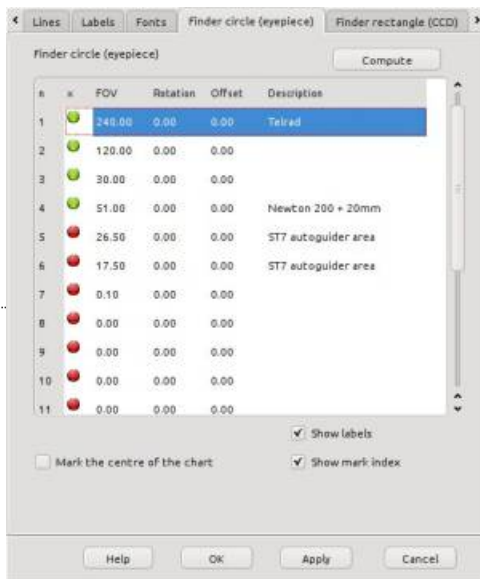 Lines Labels Fonts Finder circle (eyepiece) Finder rectangle (CCD)
Finder circle (eyepiece)
Compute
n x FOV Rotation Offset Description
1 240.00 0.00 0.00 Telrad
2 120.00 0.00 0.00
3 30.00 0.00 0.00
4 51.00 0.00 0.00 Newton 200 + 20mm
5 26.50 0.00 0.00 ST7 autoguider area
6 17.50 0.00 0.00 ST7 autoguider area
7 0.10 0.00 0.00
8 0.00 0.00 0.00
9 0.00 0.00 0.00
10 0.00 0.00 0.00
11 0.00 0.00 0.00
Show labels
Mark the centre of the chart Show mark index
Help OK Apply Cancel